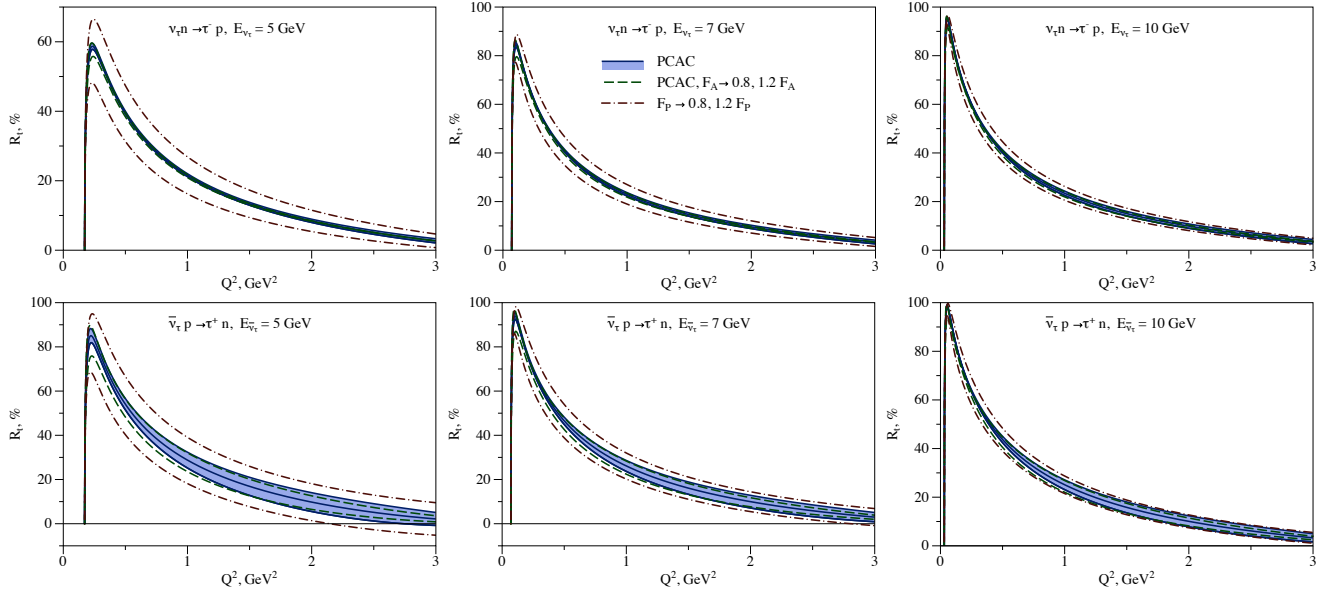 ν_τ n → τ⁻ p, E_ν_τ = 5 GeV
60
40
20
0
R_t, %
0 1 2 3
Q², GeV²
ν_τ n → τ⁻ p, E_ν_τ = 7 GeV
PCAC
PCAC, F_A → 0.8, 1.2 F_A
F_P → 0.8, 1.2 F_P
100
80
60
40
20
0
R_t, %
0 1 2 3
Q², GeV²
ν_τ n → τ⁻ p, E_ν_τ = 10 GeV
100
80
60
40
20
0
R_t, %
0 1 2 3
Q², GeV²
ν̅_τ p → τ⁺ n, E_ν̅_τ = 5 GeV
100
80
60
40
20
0
R_t, %
0 1 2 3
Q², GeV²
ν̅_τ p → τ⁺ n, E_ν̅_τ = 7 GeV
100
80
60
40
20
0
R_t, %
0 1 2 3
Q², GeV²
ν̅_τ p → τ⁺ n, E_ν̅_τ = 10 GeV
100
80
60
40
20
0
R_t, %
0 1 2 3
Q², GeV²